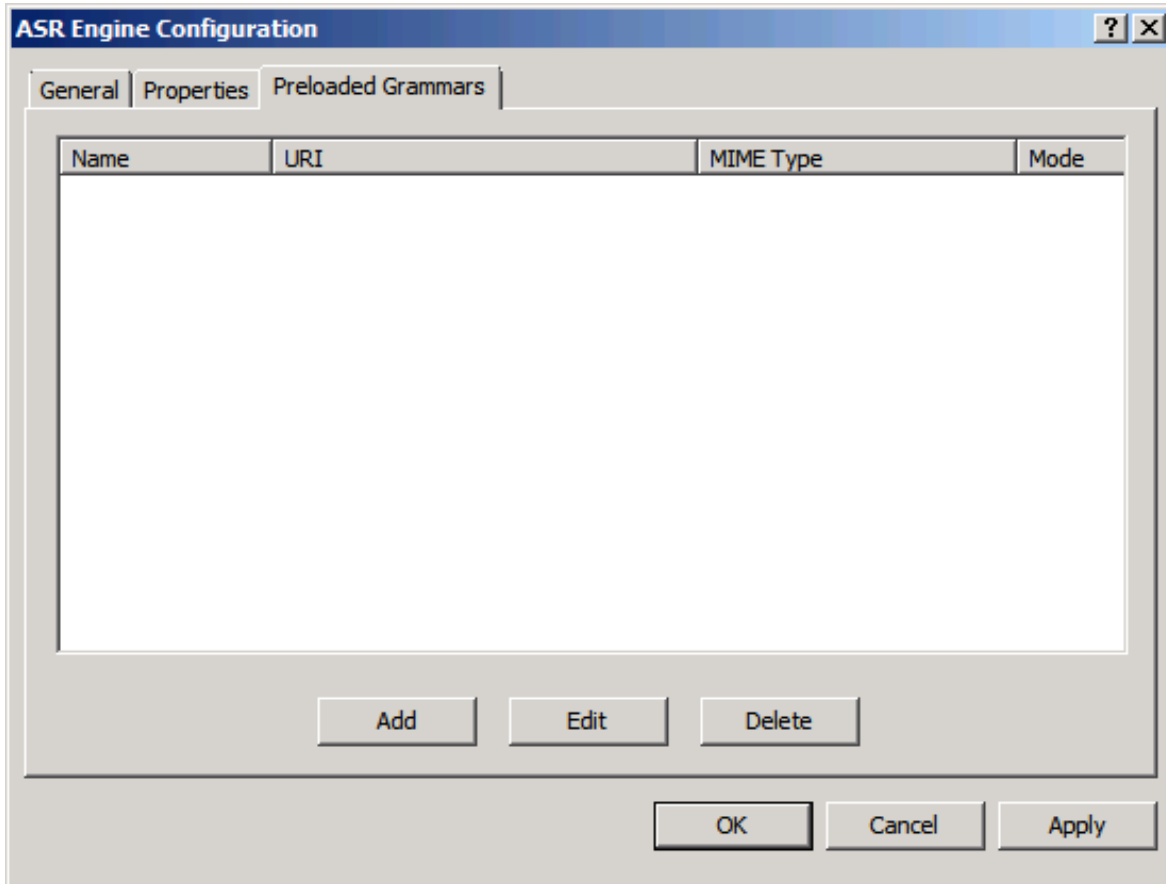 ASR Engine Configuration
General Properties Preloaded Grammars
Name URI MIME Type Mode
Add Edit Delete
OK Cancel Apply